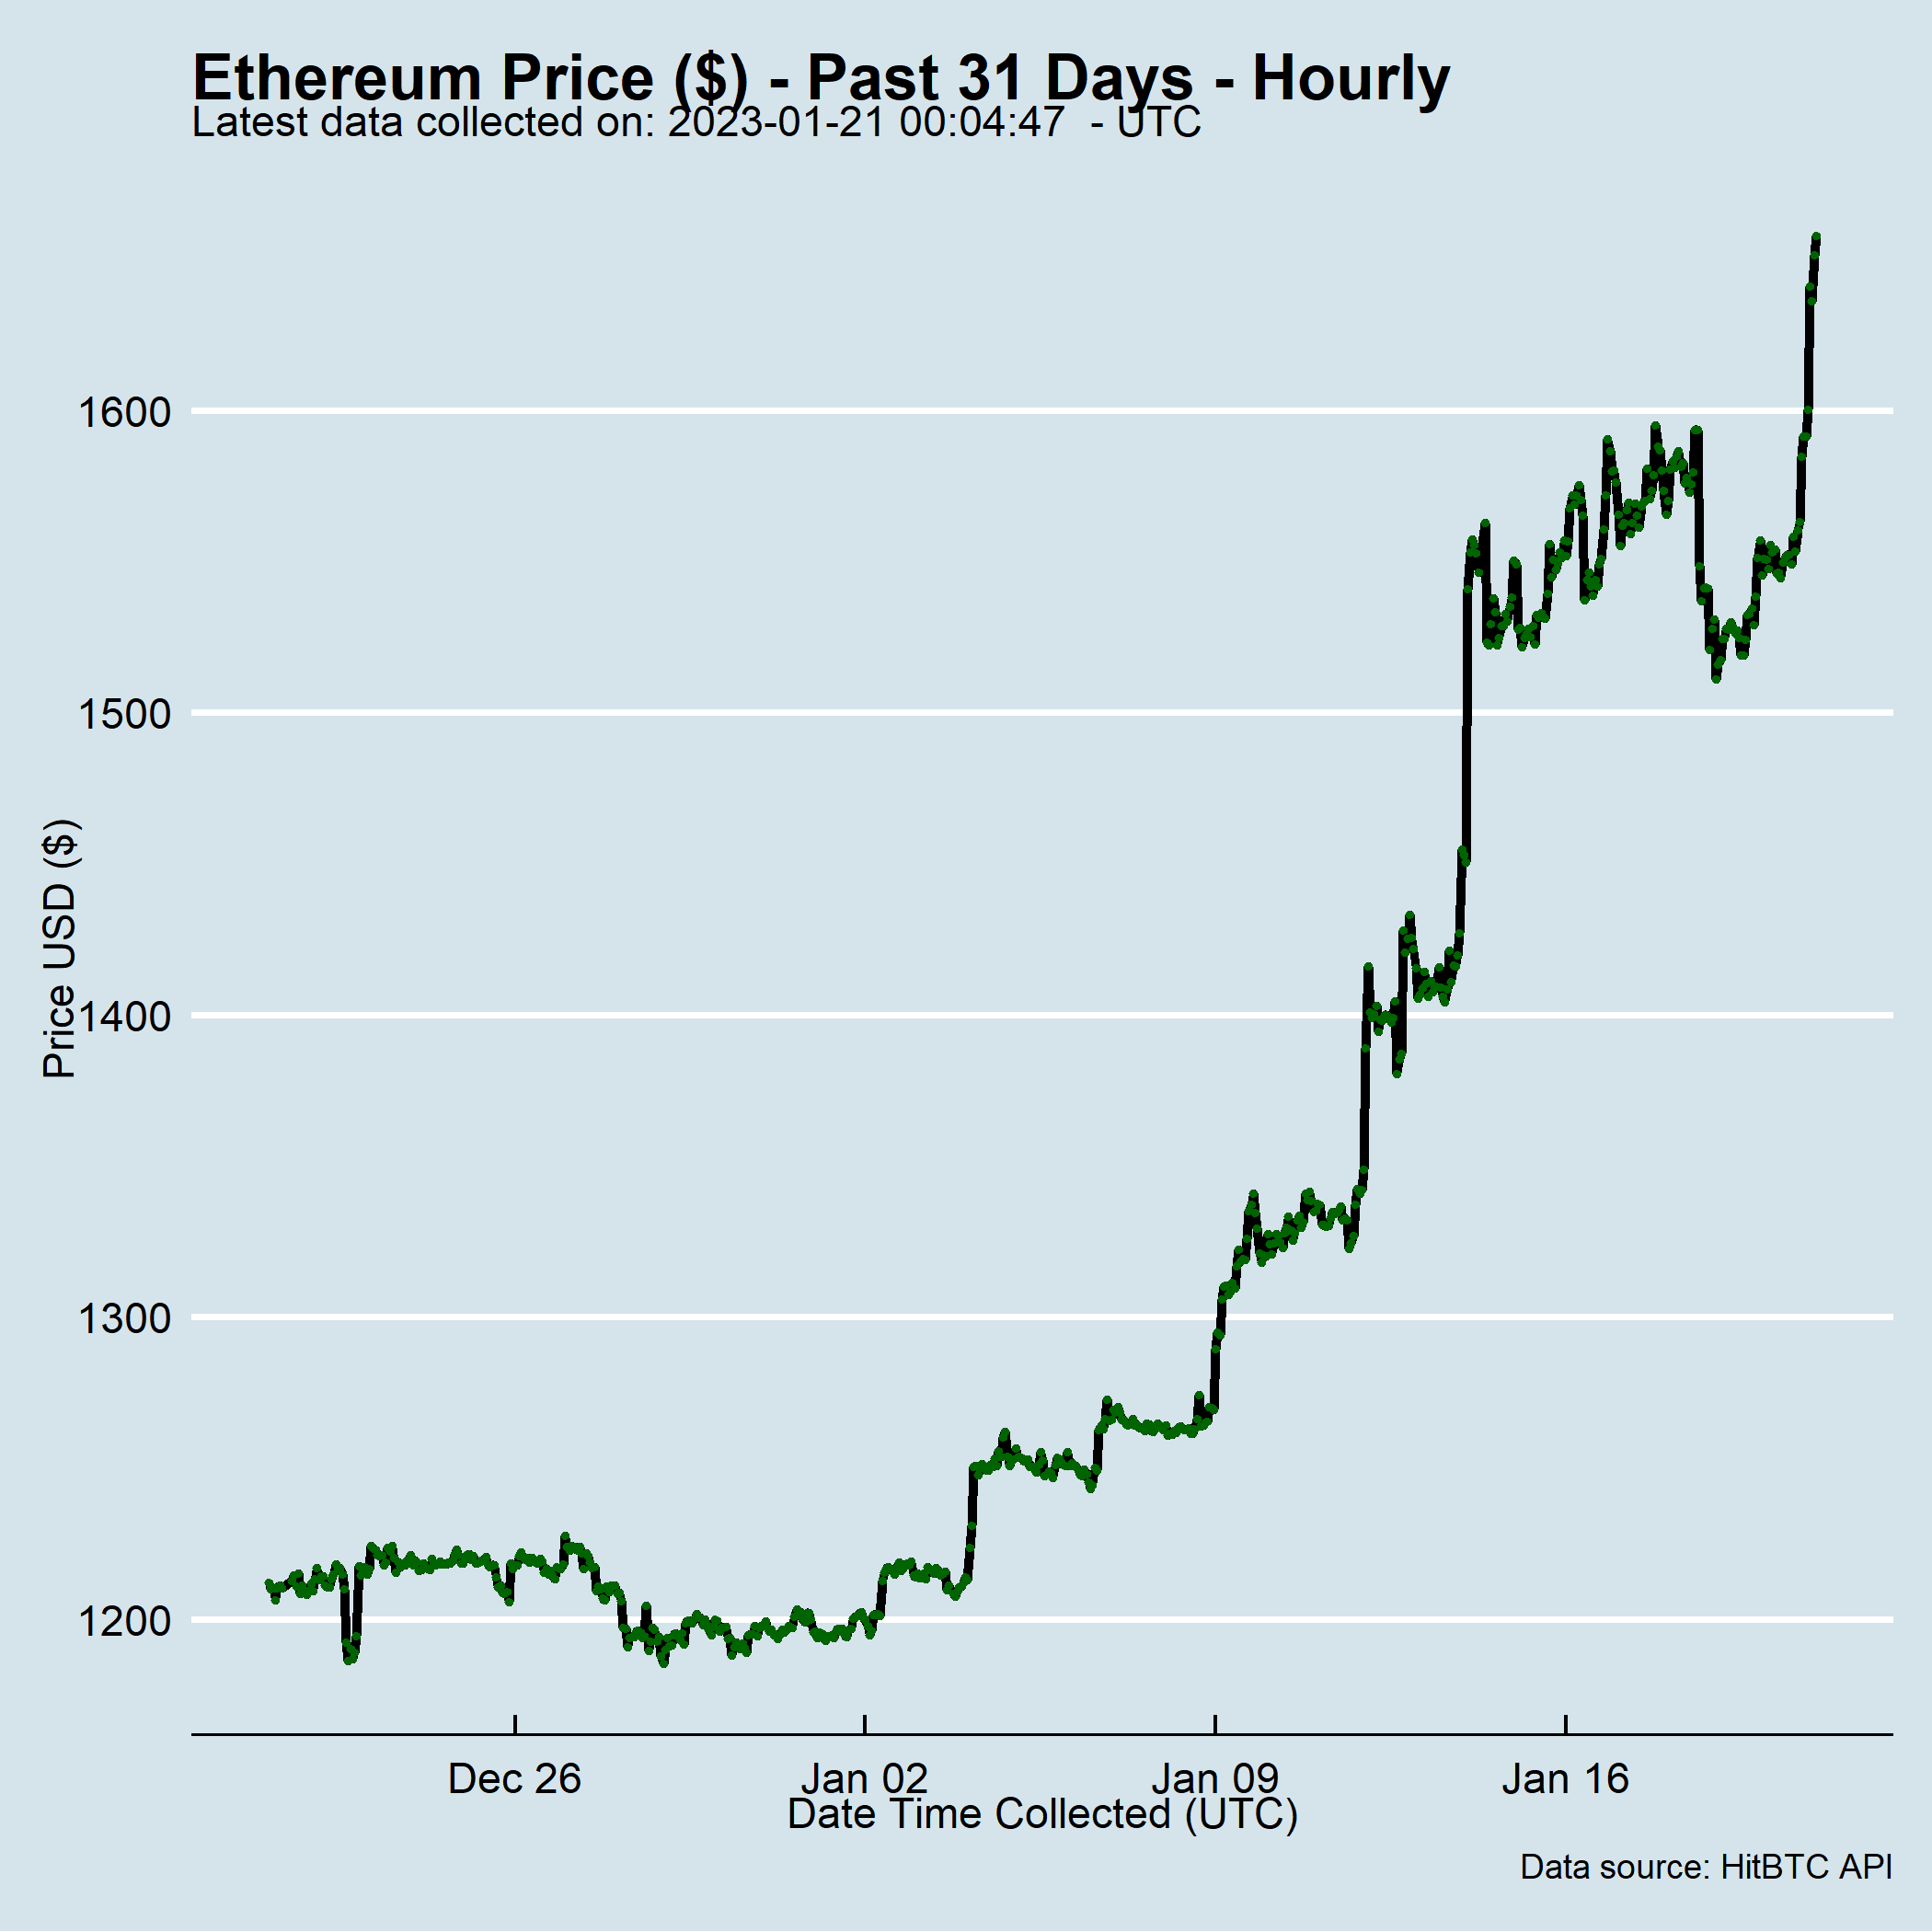 Ethereum Price ($) - Past 31 Days - Hourly
Latest data collected on: 2023-01-21 00:04:47  - UTC
1600
1500
1400
1300
1200
Price USD ($)
Dec 26
Jan 02
Jan 09
Jan 16
Date Time Collected (UTC)
Data source: HitBTC API